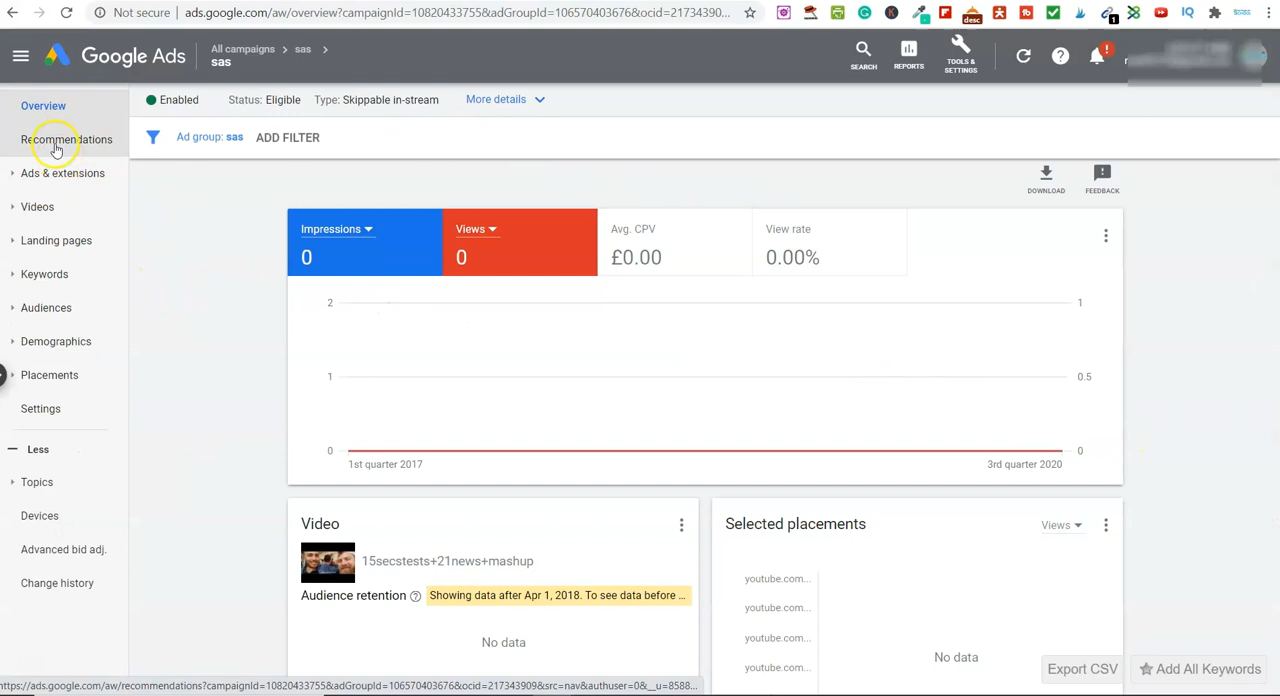 Not secure | ads.google.com/aw/overview?campaignId=10820433755&adGroupId=106570403676&ocid=217343909...
desc
1
Google Ads
All campaigns > sas >
sas
SEARCH
REPORTS
TOOLS & SETTINGS
!
Overview
Recommendations
Ads & extensions
Videos
Landing pages
Keywords
Audiences
Demographics
Placements
Settings
Less
Topics
Devices
Advanced bid adj.
Change history
Enabled Status: Eligible Type: Skippable in-stream More details
Ad group: sas ADD FILTER
DOWNLOAD FEEDBACK
Impressions
0
Views
0
Avg. CPV
£0.00
View rate
0.00%
2 1
1 0.5
0 0
1st quarter 2017 3rd quarter 2020
Video
15secstests+21news+mashup
Audience retention Showing data after Apr 1, 2018. To see data before ...
No data
Selected placements Views
youtube.com...
youtube.com...
youtube.com...
youtube.com...
No data
Export CSV Add All Keywords
https://ads.google.com/aw/recommendations?campaignId=10820433755&adGroupId=106570403676&ocid=217343909&src=nav&authuser=0&__u=8588...